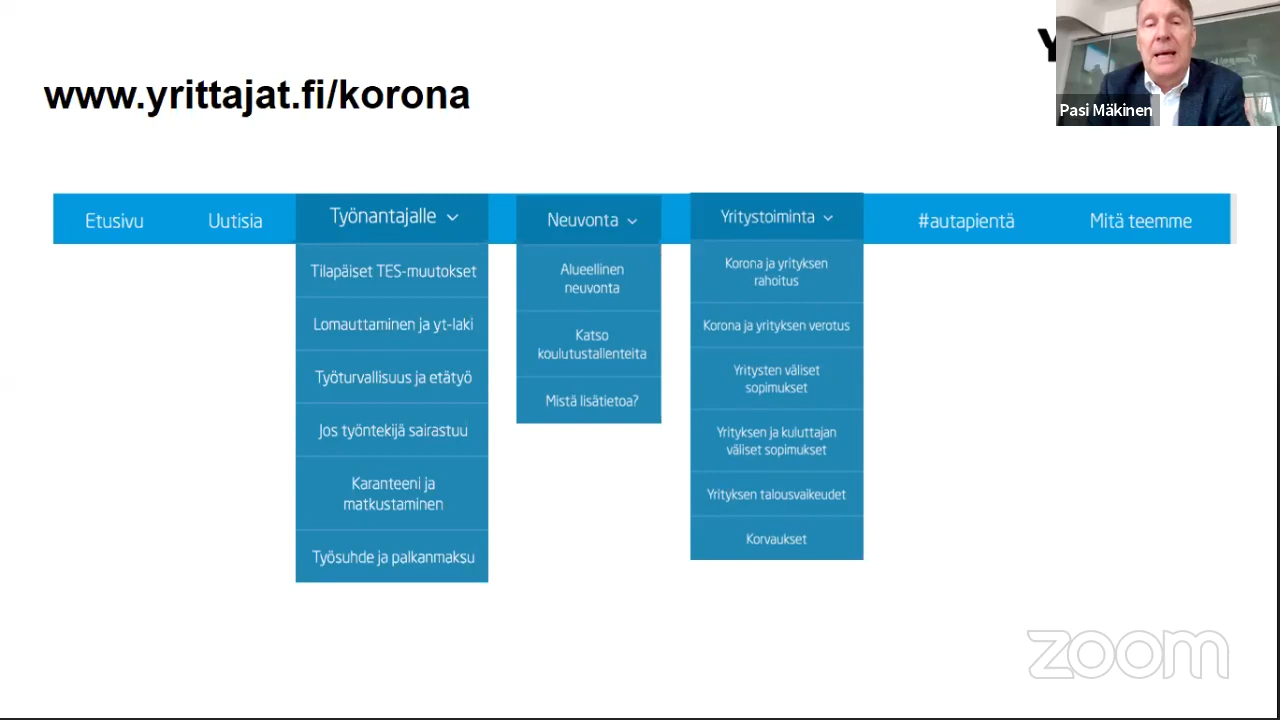 www.yrittajat.fi/korona
Y
Pasi Mäkinen
Etusivu
Uutisia
Työnantajalle
Tilapäiset TES-muutokset
Lomauttaminen ja yt-laki
Työturvallisuus ja etätyö
Jos työntekijä sairastuu
Karanteeni ja
matkustaminen
Työsuhde ja palkanmaksu
Neuvonta
Alueellinen
neuvonta
Katso
koulutustallenteita
Mistä lisätietoa?
Yritystoiminta
Korona ja yrityksen
rahoitus
Korona ja yrityksen verotus
Yritysten väliset
sopimukset
Yrityksen ja kuluttajan
väliset sopimukset
Yrityksen talousvaikeudet
Korvaukset
#autapientä
Mitä teemme
zoom